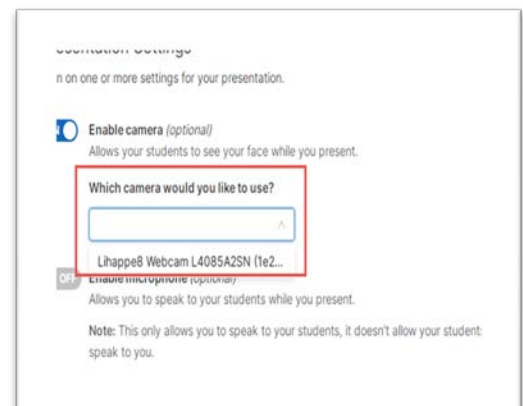 n on one or more settings for your presentation.
Enable camera (optional)
Allows your students to see your face while you present.
Which camera would you like to use?
Lihappe8 Webcam L4085A2SN (1e2...
OFF Enable microphone (optional)
Allows you to speak to your students while you present.
Note: This only allows you to speak to your students, it doesn't allow your student
speak to you.